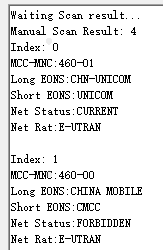 Waiting Scan result...
Manual Scan Result: 4
Index: 0
MCC-MNC:460-01
Long EONS:CHN-UNICOM
Short EONS:UNICOM
Net Status:CURRENT
Net Rat:E-UTRAN

Index: 1
MCC-MNC:460-00
Long EONS:CHINA MOBILE
Short EONS:CMCC
Net Status:FORBIDDEN
Net Rat:E-UTRAN